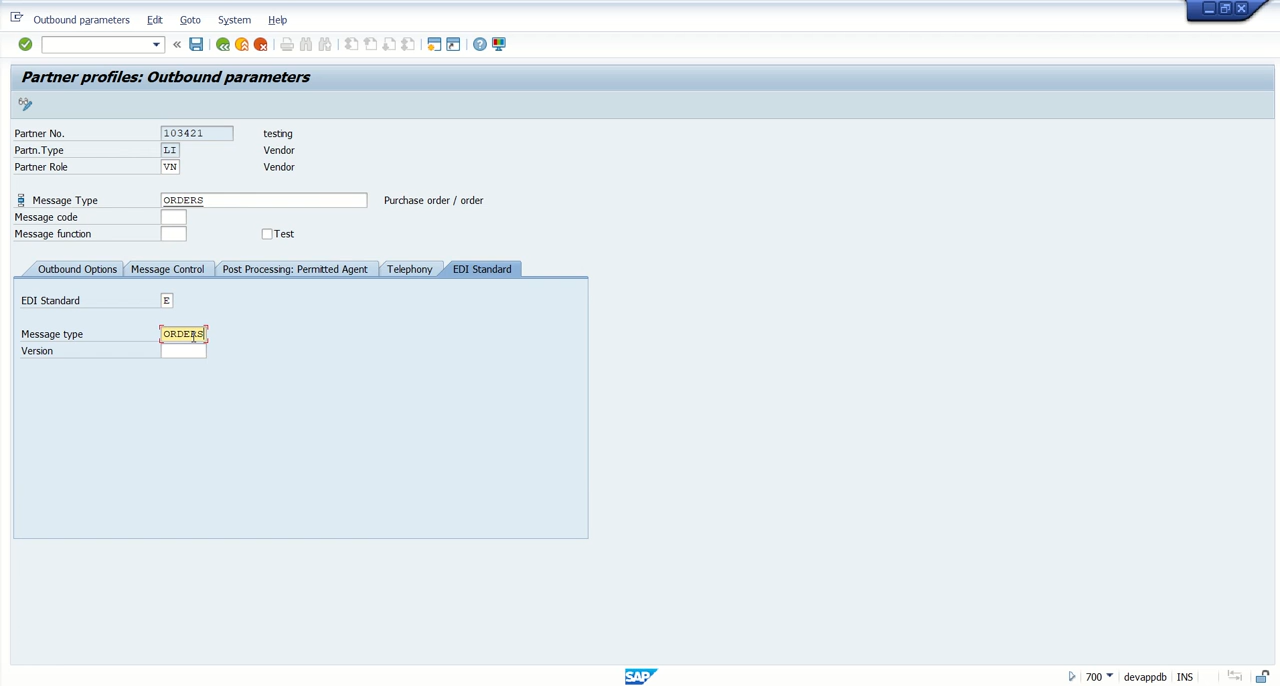 Outbound parameters Edit Goto System Help
Partner profiles: Outbound parameters
Partner No. 103421 testing
Partn.Type LI Vendor
Partner Role VN Vendor
Message Type ORDERS Purchase order / order
Message code
Message function Test
Outbound Options Message Control Post Processing: Permitted Agent Telephony EDI Standard
EDI Standard E
Message type ORDERS
Version
SAP 700 devappdb INS